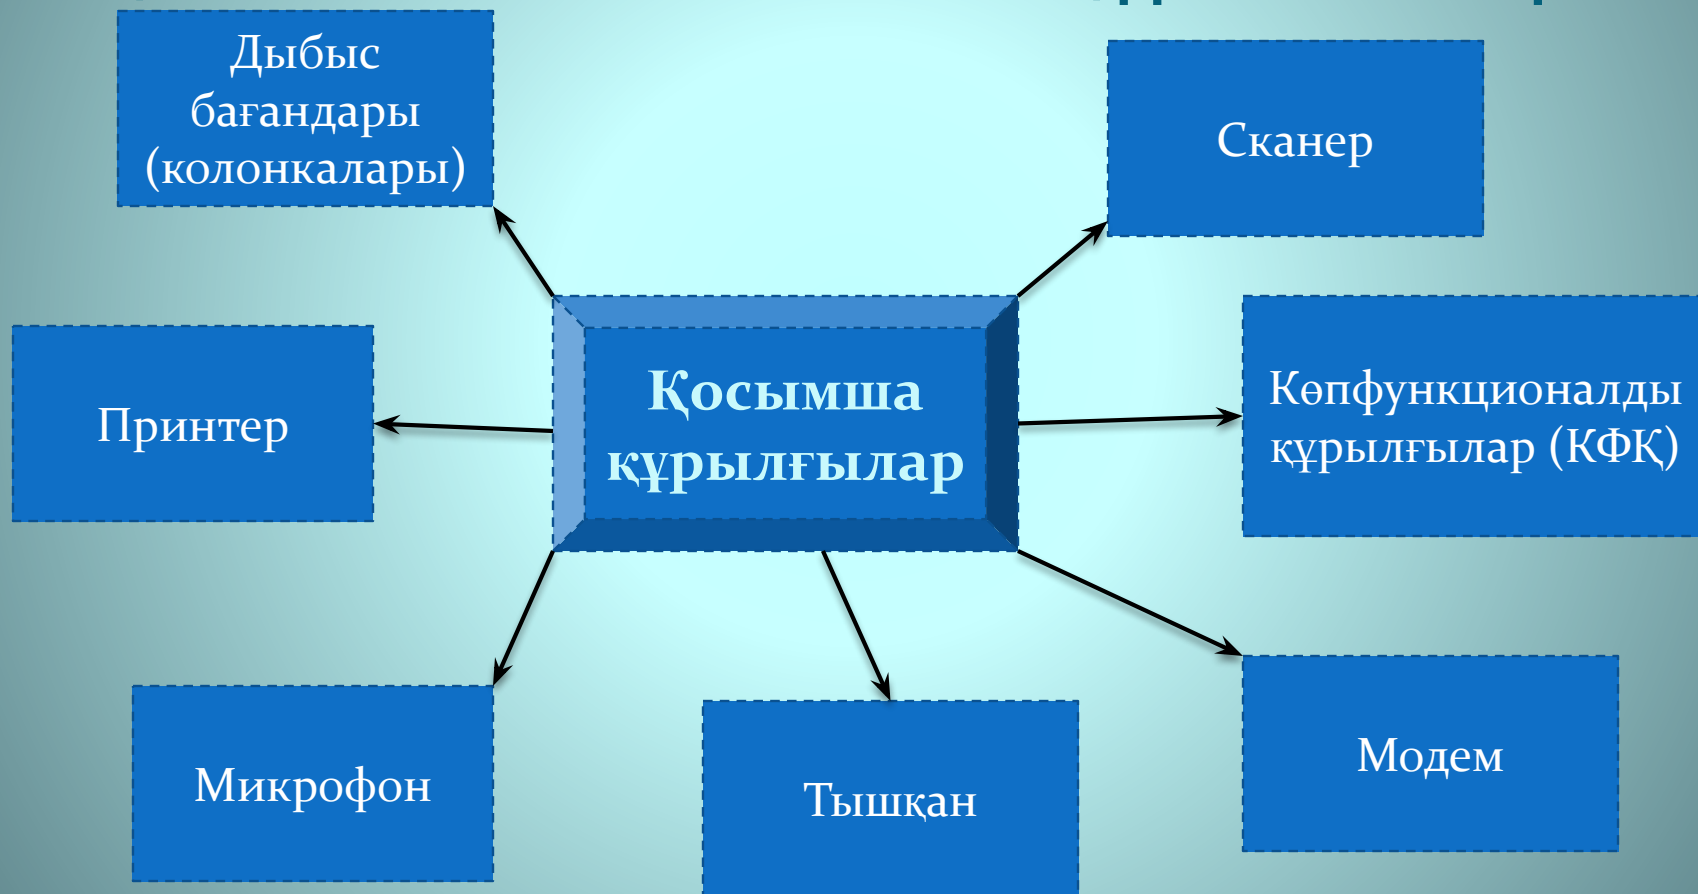 Дыбыс
бағандары
(колонкалары)
Сканер
Принтер
Қосымша
құрылғылар
Көпфункционалды
құрылғылар (КФҚ)
Микрофон
Тышқан
Модем